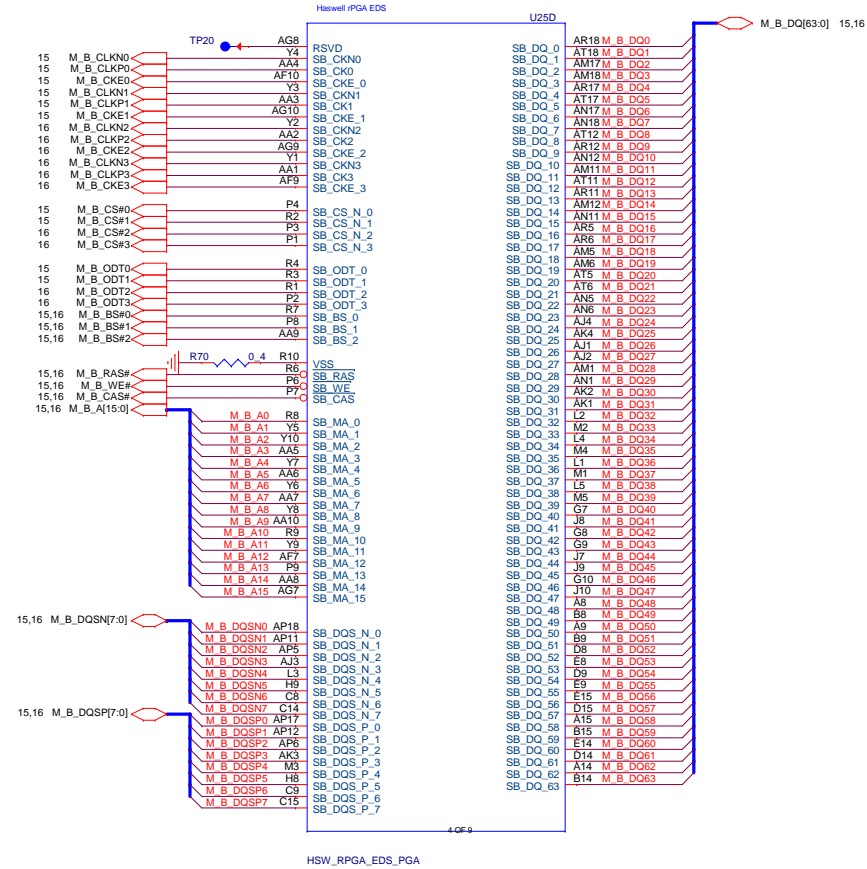 Haswell rPGA EDS
U25D
TP20
AG8 RSVD
15 M_B_CLKN0 Y4 SB_CKN0
15 M_B_CLKP0 AA4 SB_CK0
15 M_B_CKE0 AF10 SB_CKE_0
15 M_B_CLKN1 Y3 SB_CKN1
15 M_B_CLKP1 AA3 SB_CK1
15 M_B_CKE1 AG10 SB_CKE_1
16 M_B_CLKN2 Y2 SB_CKN2
16 M_B_CLKP2 AA2 SB_CK2
16 M_B_CKE2 AG9 SB_CKE_2
16 M_B_CLKN3 Y1 SB_CKN3
16 M_B_CLKP3 AA1 SB_CK3
16 M_B_CKE3 AF9 SB_CKE_3
15 M_B_CS#0 P4 SB_CS_N_0
15 M_B_CS#1 R2 SB_CS_N_1
16 M_B_CS#2 P3 SB_CS_N_2
16 M_B_CS#3 P1 SB_CS_N_3
15 M_B_ODT0 R4 SB_ODT_0
15 M_B_ODT1 R3 SB_ODT_1
16 M_B_ODT2 R1 SB_ODT_2
16 M_B_ODT3 P2 SB_ODT_3
15,16 M_B_BS#0 R7 SB_BS_0
15,16 M_B_BS#1 P8 SB_BS_1
15,16 M_B_BS#2 AA9 SB_BS_2
R70 0_4 R10 VSS
15,16 M_B_RAS# R6 SB_RAS
15,16 M_B_WE# P6 SB_WE
15,16 M_B_CAS# P7 SB_CAS
15,16 M_B_A[15:0]
M_B_A0 R8 SB_MA_0
M_B_A1 Y5 SB_MA_1
M_B_A2 Y10 SB_MA_2
M_B_A3 AA5 SB_MA_3
M_B_A4 Y7 SB_MA_4
M_B_A5 AA6 SB_MA_5
M_B_A6 Y6 SB_MA_6
M_B_A7 AA7 SB_MA_7
M_B_A8 Y8 SB_MA_8
M_B_A9 AA10 SB_MA_9
M_B_A10 R9 SB_MA_10
M_B_A11 Y9 SB_MA_11
M_B_A12 AF7 SB_MA_12
M_B_A13 P9 SB_MA_13
M_B_A14 AA8 SB_MA_14
M_B_A15 AG7 SB_MA_15
15,16 M_B_DQSN[7:0]
M_B_DQSN0 AP18 SB_DQS_N_0
M_B_DQSN1 AP11 SB_DQS_N_1
M_B_DQSN2 AP5 SB_DQS_N_2
M_B_DQSN3 AJ3 SB_DQS_N_3
M_B_DQSN4 L3 SB_DQS_N_4
M_B_DQSN5 H9 SB_DQS_N_5
M_B_DQSN6 C8 SB_DQS_N_6
M_B_DQSN7 C14 SB_DQS_N_7
15,16 M_B_DQSP[7:0]
M_B_DQSP0 AP17 SB_DQS_P_0
M_B_DQSP1 AP12 SB_DQS_P_1
M_B_DQSP2 AP6 SB_DQS_P_2
M_B_DQSP3 AK3 SB_DQS_P_3
M_B_DQSP4 M3 SB_DQS_P_4
M_B_DQSP5 H8 SB_DQS_P_5
M_B_DQSP6 C9 SB_DQS_P_6
M_B_DQSP7 C15 SB_DQS_P_7
M_B_DQ[63:0] 15,16
SB_DQ_0 AR18 M_B_DQ0
SB_DQ_1 AT18 M_B_DQ1
SB_DQ_2 AM17 M_B_DQ2
SB_DQ_3 AM18 M_B_DQ3
SB_DQ_4 AR17 M_B_DQ4
SB_DQ_5 AT17 M_B_DQ5
SB_DQ_6 AN17 M_B_DQ6
SB_DQ_7 AN18 M_B_DQ7
SB_DQ_8 AT12 M_B_DQ8
SB_DQ_9 AR12 M_B_DQ9
SB_DQ_10 AN12 M_B_DQ10
SB_DQ_11 AM11 M_B_DQ11
SB_DQ_12 AT11 M_B_DQ12
SB_DQ_13 AR11 M_B_DQ13
SB_DQ_14 AM12 M_B_DQ14
SB_DQ_15 AN11 M_B_DQ15
SB_DQ_16 AR5 M_B_DQ16
SB_DQ_17 AR6 M_B_DQ17
SB_DQ_18 AM5 M_B_DQ18
SB_DQ_19 AM6 M_B_DQ19
SB_DQ_20 AT5 M_B_DQ20
SB_DQ_21 AT6 M_B_DQ21
SB_DQ_22 AN5 M_B_DQ22
SB_DQ_23 AN6 M_B_DQ23
SB_DQ_24 AJ4 M_B_DQ24
SB_DQ_25 AK4 M_B_DQ25
SB_DQ_26 AJ1 M_B_DQ26
SB_DQ_27 AJ2 M_B_DQ27
SB_DQ_28 AM1 M_B_DQ28
SB_DQ_29 AN1 M_B_DQ29
SB_DQ_30 AK2 M_B_DQ30
SB_DQ_31 AK1 M_B_DQ31
SB_DQ_32 L2 M_B_DQ32
SB_DQ_33 M2 M_B_DQ33
SB_DQ_34 L4 M_B_DQ34
SB_DQ_35 M4 M_B_DQ35
SB_DQ_36 L1 M_B_DQ36
SB_DQ_37 M1 M_B_DQ37
SB_DQ_38 L5 M_B_DQ38
SB_DQ_39 M5 M_B_DQ39
SB_DQ_40 G7 M_B_DQ40
SB_DQ_41 J8 M_B_DQ41
SB_DQ_42 G8 M_B_DQ42
SB_DQ_43 G9 M_B_DQ43
SB_DQ_44 J7 M_B_DQ44
SB_DQ_45 J9 M_B_DQ45
SB_DQ_46 G10 M_B_DQ46
SB_DQ_47 J10 M_B_DQ47
SB_DQ_48 A8 M_B_DQ48
SB_DQ_49 B8 M_B_DQ49
SB_DQ_50 A9 M_B_DQ50
SB_DQ_51 B9 M_B_DQ51
SB_DQ_52 D8 M_B_DQ52
SB_DQ_53 E8 M_B_DQ53
SB_DQ_54 D9 M_B_DQ54
SB_DQ_55 E9 M_B_DQ55
SB_DQ_56 E15 M_B_DQ56
SB_DQ_57 D15 M_B_DQ57
SB_DQ_58 A15 M_B_DQ58
SB_DQ_59 B15 M_B_DQ59
SB_DQ_60 E14 M_B_DQ60
SB_DQ_61 D14 M_B_DQ61
SB_DQ_62 A14 M_B_DQ62
SB_DQ_63 B14 M_B_DQ63
4 OF 9
HSW_RPGA_EDS_PGA